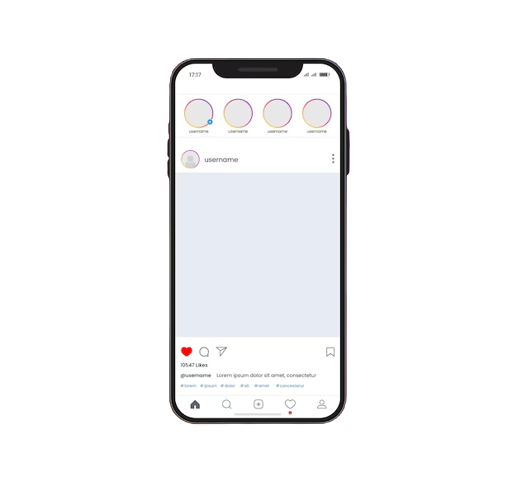 17:17
username username username username
username
10547 Likes
@username Lorem ipsum dolor sit amet, consectetur
#lorem #ipsum #dolor #sit #amet #consectetur